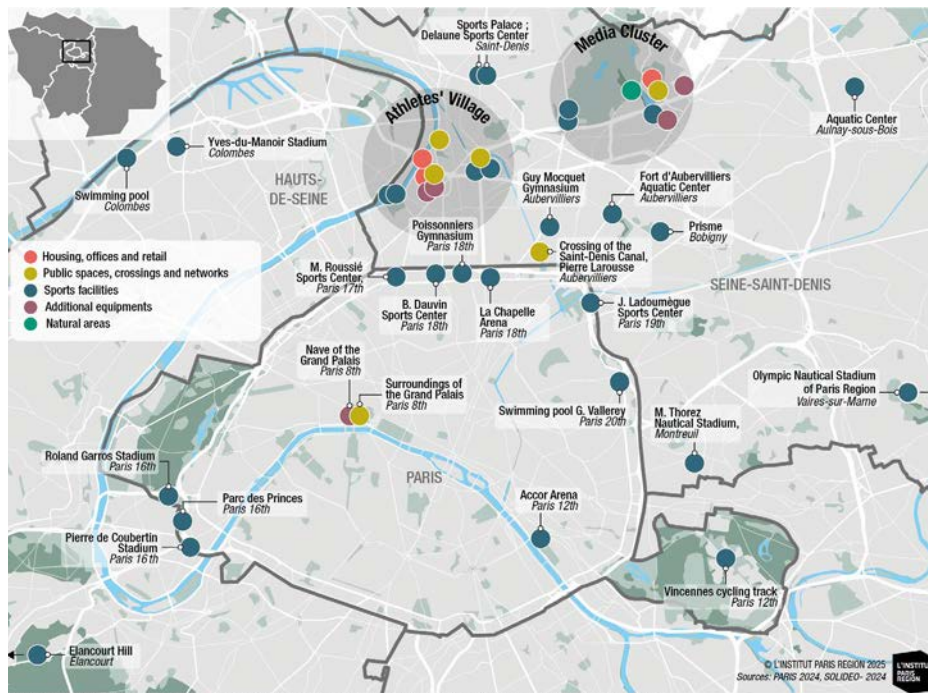 Sports Palace ;
Delaune Sports Center
Saint-Denis
Media Cluster
Athletes' Village
Aquatic Center
Aulnay-sous-Bois
Yves-du-Manoir Stadium
Colombes
Swimming pool
Colombes
HAUTS-
DE-SEINE
Guy Mocquet
Gymnasium
Aubervilliers
Fort d'Aubervilliers
Aquatic Center
Aubervilliers
Prisme
Bobigny
Poissonniers
Gymnasium
Paris 18th
Crossing of the
Saint-Denis Canal,
Pierre Larousse
Aubervilliers
Housing, offices and retail
Public spaces, crossings and networks
Sports facilities
Additional equipments
Natural areas
M. Roussié
Sports Center,
Paris 17th
B. Dauvin
Sports Center
Paris 18th
La Chapelle
Arena
Paris 18th
SEINE-SAINT-DENIS
J. Ladoumègue
Sports Center
Paris 19th
Nave of the
Grand Palais
Paris 8th
Surroundings of
the Grand Palais
Paris 8th
Olympic Nautical Stadium
of Paris Region
Vaires-sur-Marne
Swimming pool G. Vallerey
Paris 20th
M. Thorez
Nautical Stadium,
Montreuil
Roland Garros Stadium
Paris 16th
PARIS
Parc des Princes
Paris 16th
Accor Arena
Paris 12th
Pierre de Coubertin
Stadium
Paris 16th
Vincennes cycling track
Paris 12th
Elancourt Hill
Élancourt
© L'INSTITUT PARIS REGION 2025
Sources: PARIS 2024, SOLIDEO- 2024
L'INSTITUT
PARIS
REGION